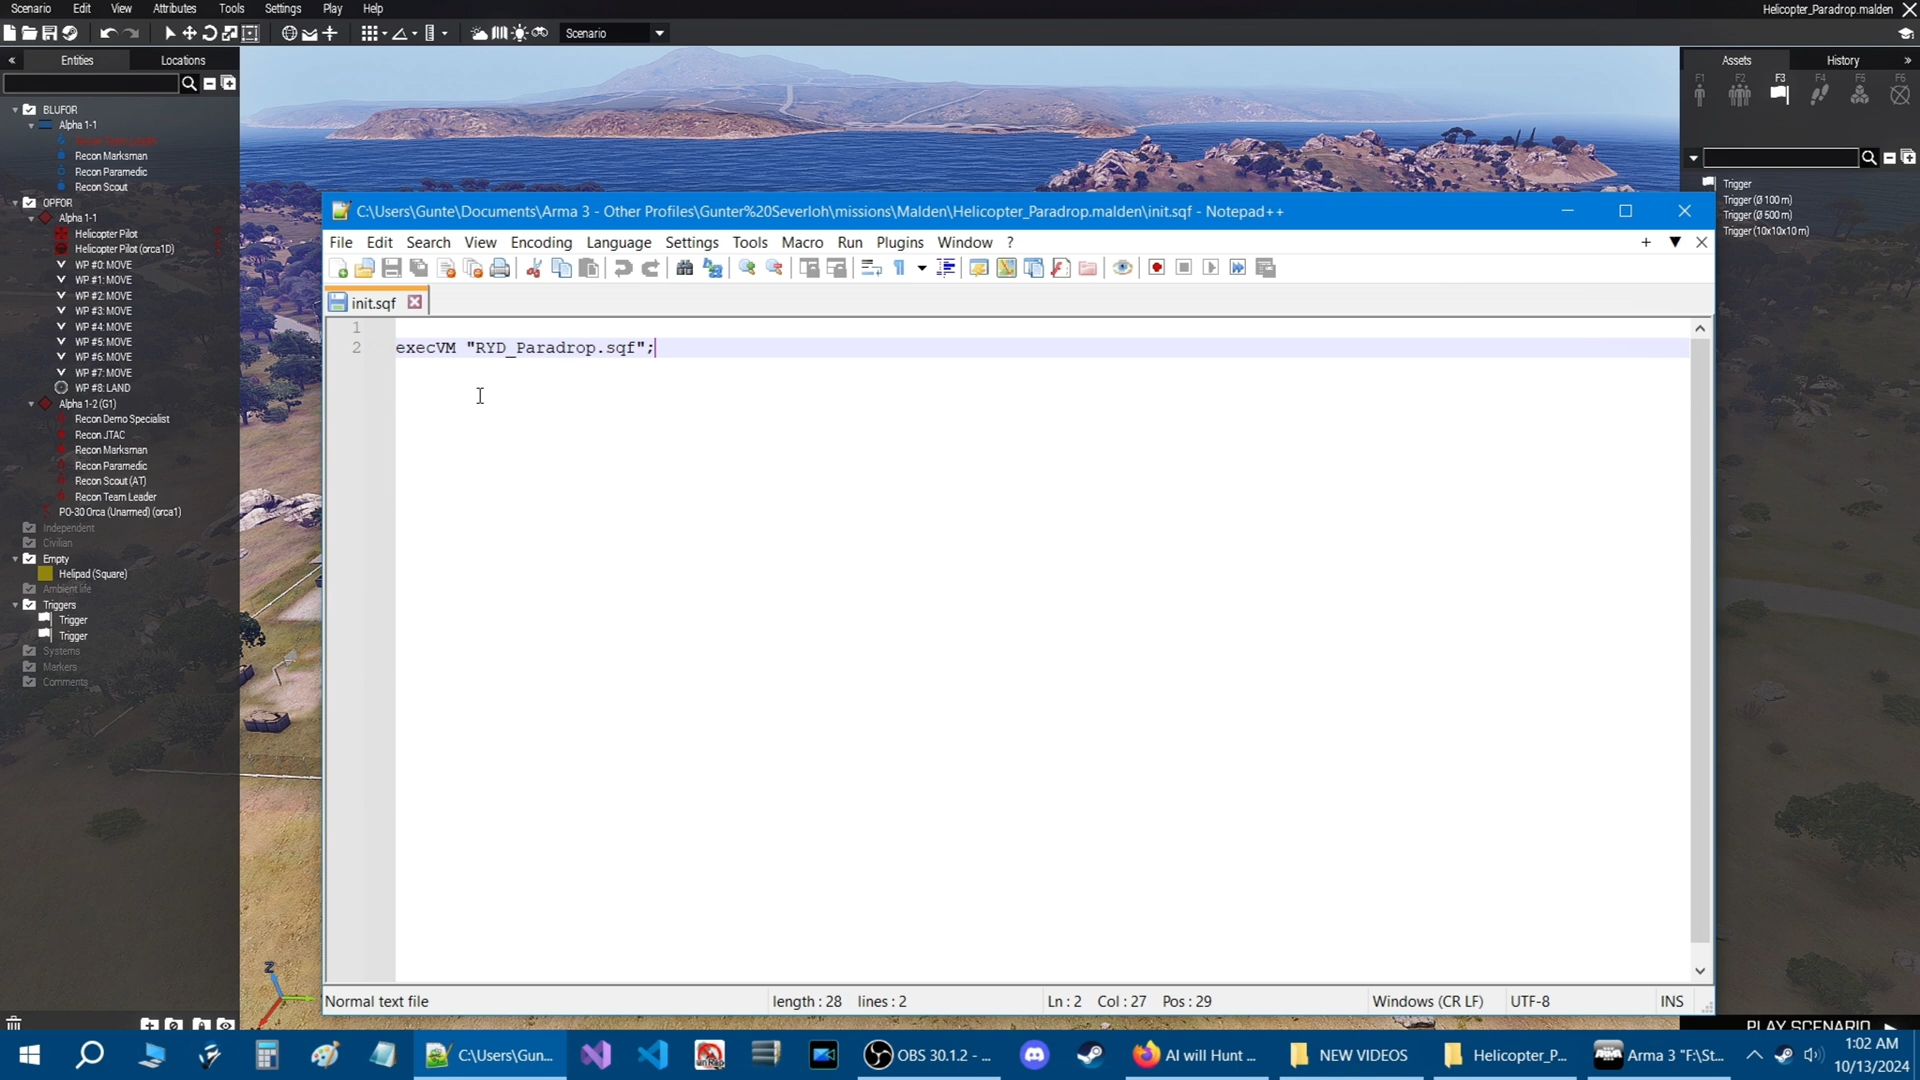 Scenario Edit View Attributes Tools Settings Play Help Helicopter_Paradrop.malden
Scenario
Entities Locations
Assets History
F1 F2 F3 F4 F5 F6
BLUFOR
Alpha 1-1
Recon Marksman
Recon Paramedic
Recon Scout
OPFOR
Alpha 1-1
Helicopter Pilot
Helicopter Pilot (orca1D)
WP #0: MOVE
WP #1: MOVE
WP #2: MOVE
WP #3: MOVE
WP #4: MOVE
WP #5: MOVE
WP #6: MOVE
WP #7: MOVE
WP #8: LAND
Alpha 1-2 (G1)
Recon Demo Specialist
Recon JTAC
Recon Marksman
Recon Paramedic
Recon Scout (AT)
Recon Team Leader
PO-30 Orca (Unarmed) (orca1)
Independent
Civilian
Empty
Helipad (Square)
Ambient life
Triggers
Trigger
Trigger
Systems
Markers
Comments
Trigger
Trigger (Ø 100 m)
Trigger (Ø 500 m)
Trigger (10x10x10 m)
C:\Users\Gunte\Documents\Arma 3 - Other Profiles\Gunter%20Severloh\missions\Malden\Helicopter_Paradrop.malden\init.sqf - Notepad++
File Edit Search View Encoding Language Settings Tools Macro Run Plugins Window ?
init.sqf
1
2 execVM "RYD_Paradrop.sqf";
Normal text file length : 28 lines : 2 Ln : 2 Col : 27 Pos : 29 Windows (CR LF) UTF-8 INS
Z
PLAY SCENARIO
C:\Users\Gun... OBS 30.1.2 - ... AI will Hunt ... NEW VIDEOS Helicopter_P... Arma 3 "F:\St...
1:02 AM
10/13/2024